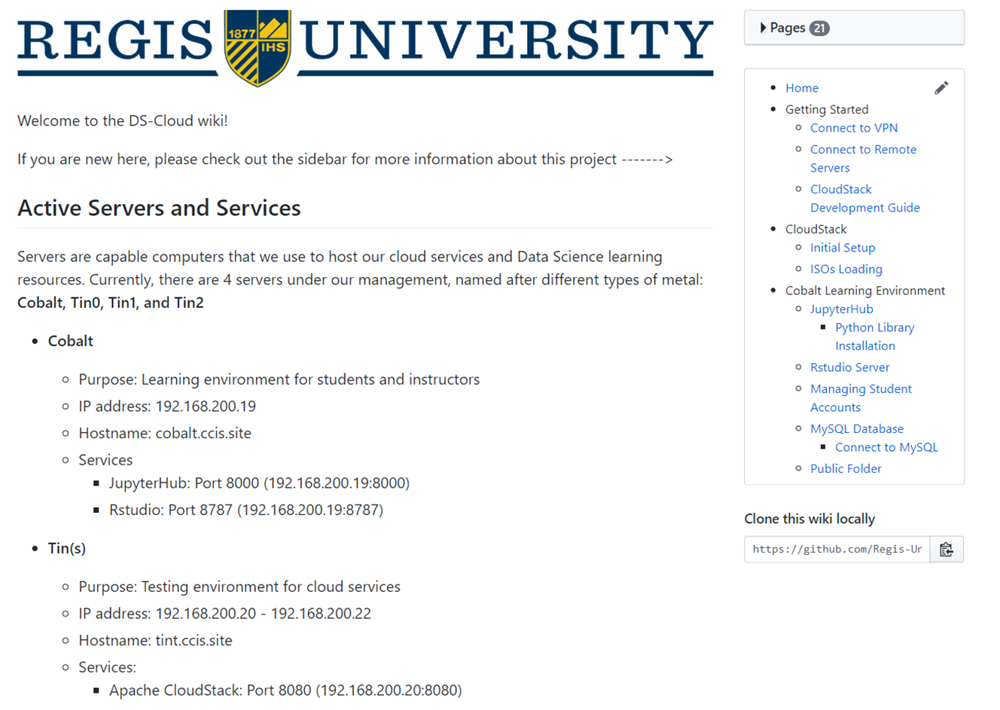 REGIS UNIVERSITY
1877
IHS
Welcome to the DS-Cloud wiki!
If you are new here, please check out the sidebar for more information about this project ------->
Active Servers and Services
Servers are capable computers that we use to host our cloud services and Data Science learning
resources. Currently, there are 4 servers under our management, named after different types of metal:
Cobalt, Tin0, Tin1, and Tin2
• Cobalt
◦ Purpose: Learning environment for students and instructors
◦ IP address: 192.168.200.19
◦ Hostname: cobalt.ccis.site
◦ Services
▪ JupyterHub: Port 8000 (192.168.200.19:8000)
▪ Rstudio: Port 8787 (192.168.200.19:8787)
• Tin(s)
◦ Purpose: Testing environment for cloud services
◦ IP address: 192.168.200.20 - 192.168.200.22
◦ Hostname: tint.ccis.site
◦ Services:
▪ Apache CloudStack: Port 8080 (192.168.200.20:8080)
Pages 21
• Home
• Getting Started
◦ Connect to VPN
◦ Connect to Remote
Servers
◦ CloudStack
Development Guide
• CloudStack
◦ Initial Setup
◦ ISOs Loading
• Cobalt Learning Environment
◦ JupyterHub
▪ Python Library
Installation
◦ Rstudio Server
◦ Managing Student
Accounts
◦ MySQL Database
▪ Connect to MySQL
◦ Public Folder
Clone this wiki locally
https://github.com/Regis-Ur